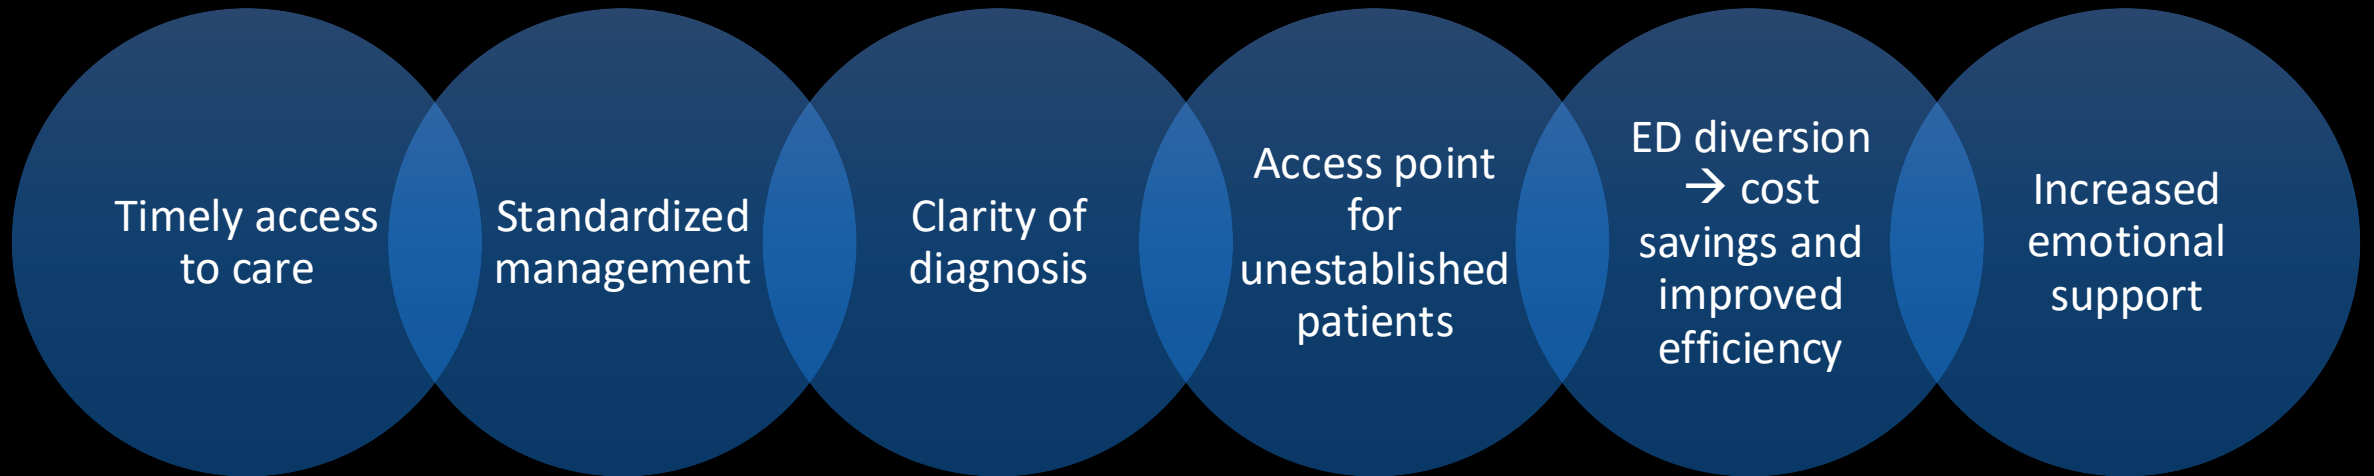 Timely access
to care
Standardized
management
Clarity of
diagnosis
Access point
for
unestablished
patients
ED diversion
→ cost
savings and
improved
efficiency
Increased
emotional
support